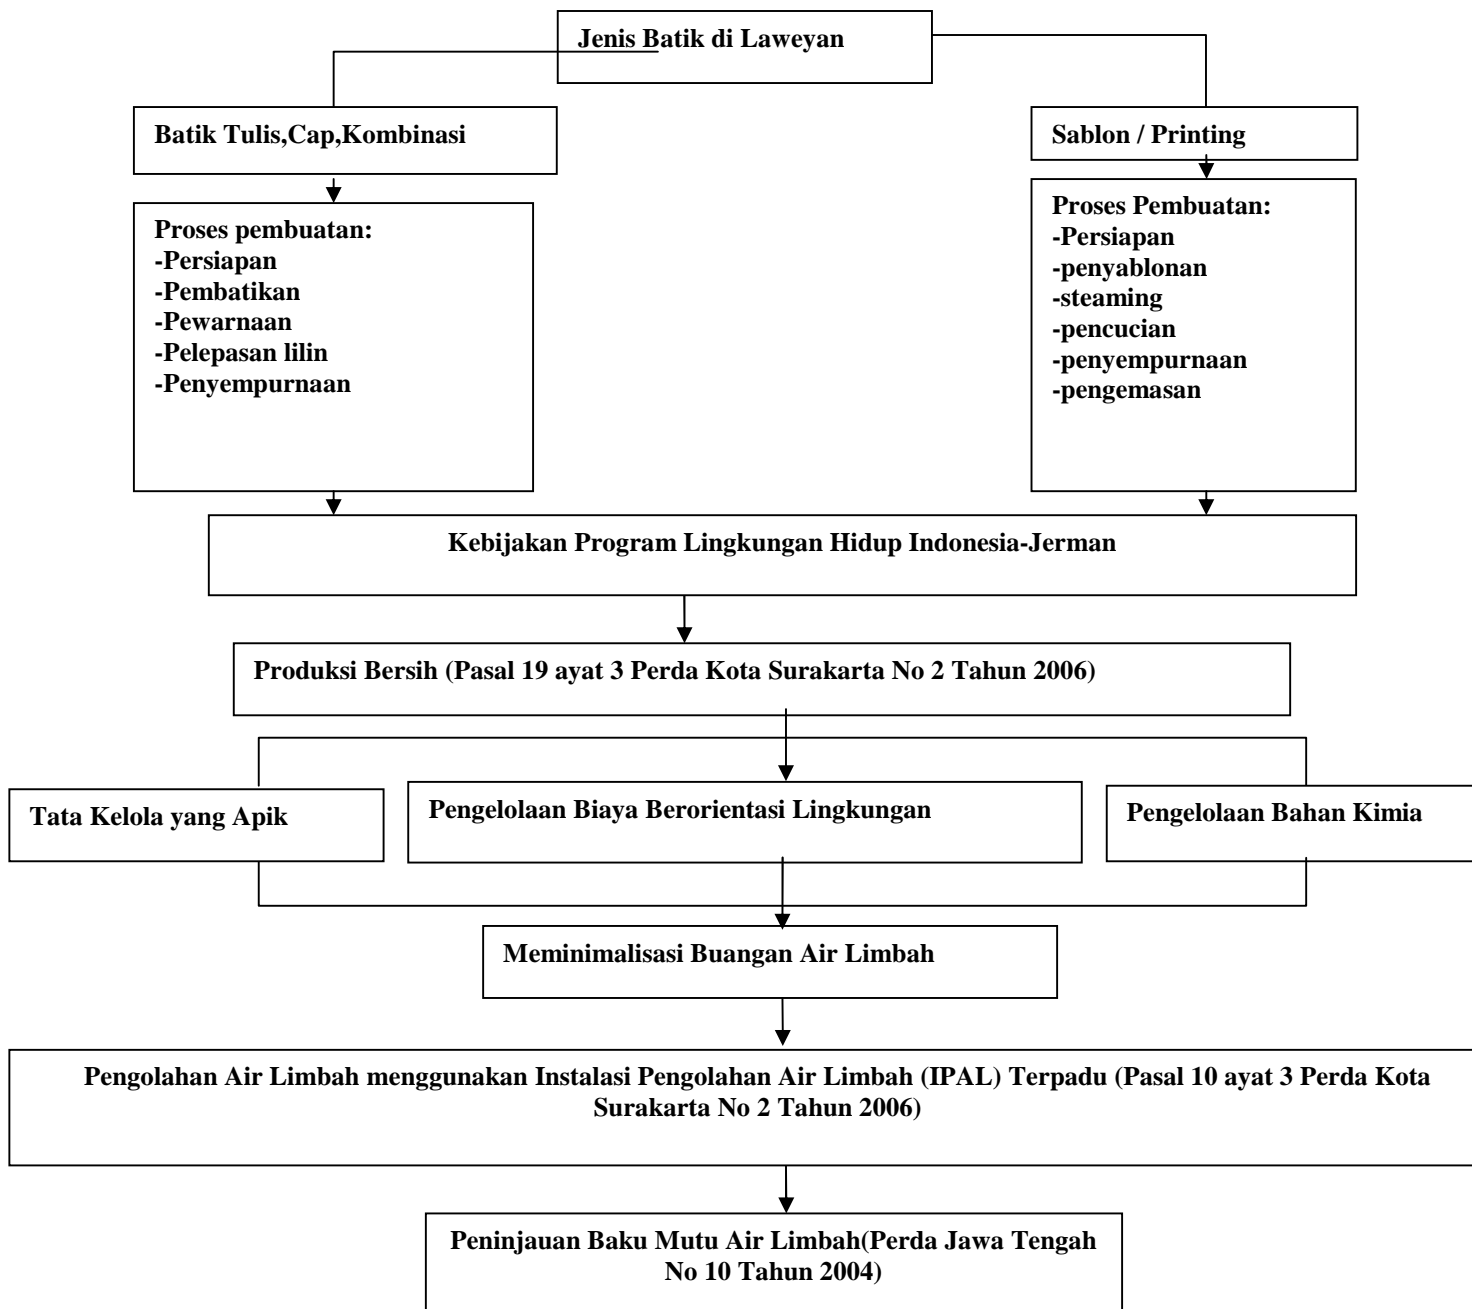 Jenis Batik di Laweyan
Batik Tulis,Cap,Kombinasi
Sablon / Printing
Proses pembuatan:
-Persiapan
-Pembatikan
-Pewarnaan
-Pelepasan lilin
-Penyempurnaan
Proses Pembuatan:
-Persiapan
-penyablonan
-steaming
-pencucian
-penyempurnaan
-pengemasan
Kebijakan Program Lingkungan Hidup Indonesia-Jerman
Produksi Bersih (Pasal 19 ayat 3 Perda Kota Surakarta No 2 Tahun 2006)
Tata Kelola yang Apik
Pengelolaan Biaya Berorientasi Lingkungan
Pengelolaan Bahan Kimia
Meminimalisasi Buangan Air Limbah
Pengolahan Air Limbah menggunakan Instalasi Pengolahan Air Limbah (IPAL) Terpadu (Pasal 10 ayat 3 Perda Kota
Surakarta No 2 Tahun 2006)
Peninjauan Baku Mutu Air Limbah(Perda Jawa Tengah
No 10 Tahun 2004)